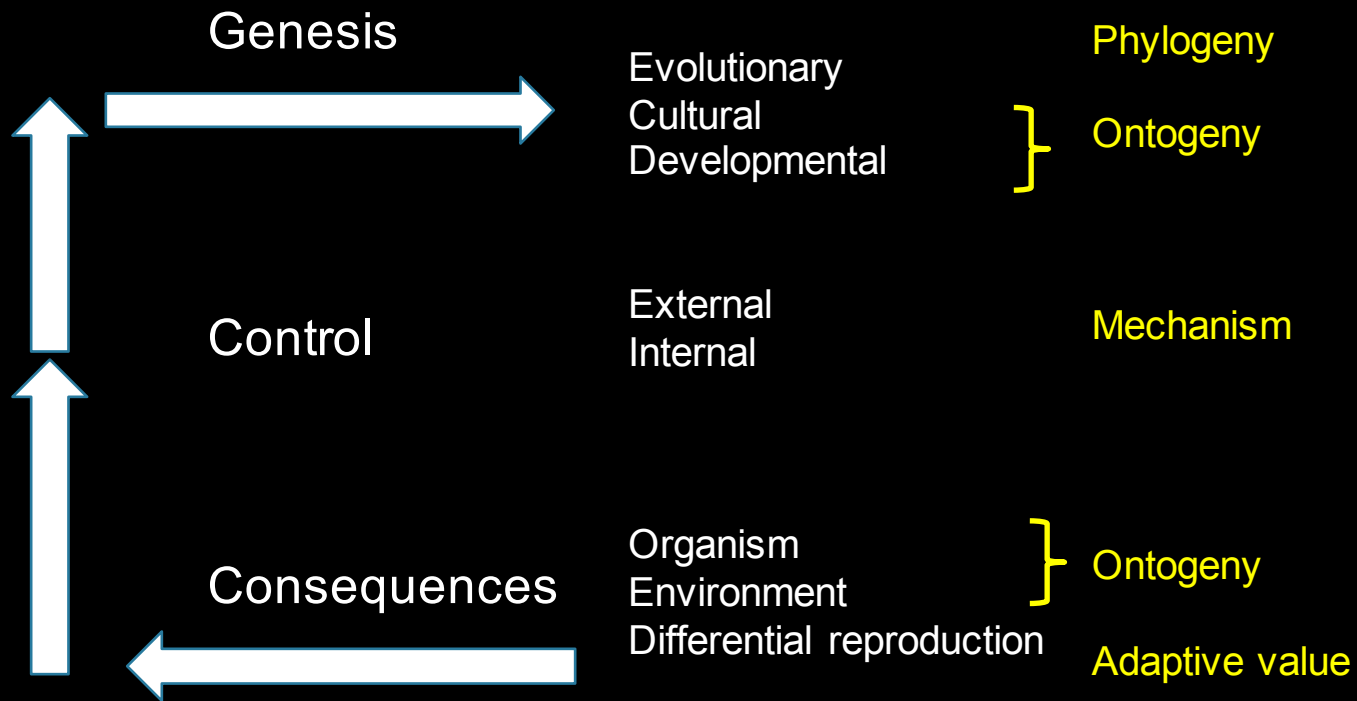 Genesis
Evolutionary
Cultural
Developmental
Phylogeny
Ontogeny
Control
External
Internal
Mechanism
Consequences
Organism
Environment
Differential reproduction
Ontogeny
Adaptive value